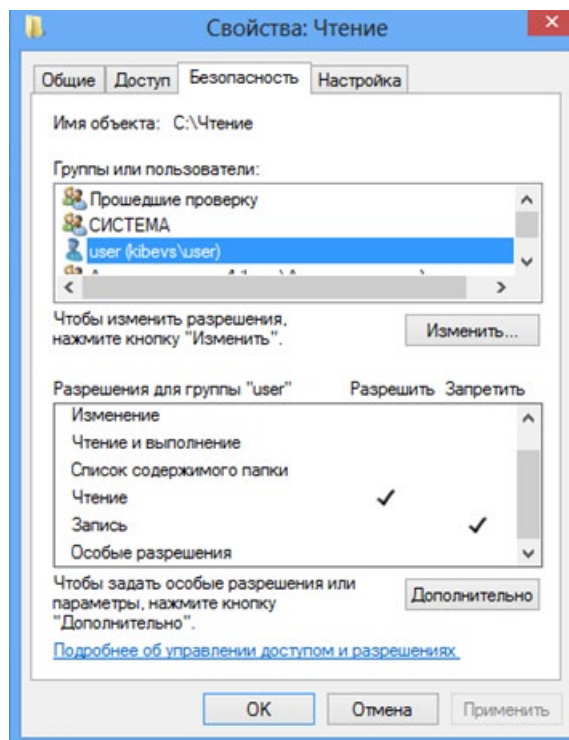 Свойства: Чтение
Общие Доступ Безопасность Настройка
Имя объекта: C:\Чтение
Группы или пользователи:
Прошедшие проверку
СИСТЕМА
user (kibevs\user)
Чтобы изменить разрешения,
нажмите кнопку "Изменить".
Изменить...
Разрешения для группы "user" Разрешить Запретить
Изменение
Чтение и выполнение
Список содержимого папки
Чтение
Запись
Особые разрешения
Чтобы задать особые разрешения или
параметры, нажмите кнопку
"Дополнительно".
Дополнительно
Подробнее об управлении доступом и разрешениях
OK Отмена Применить